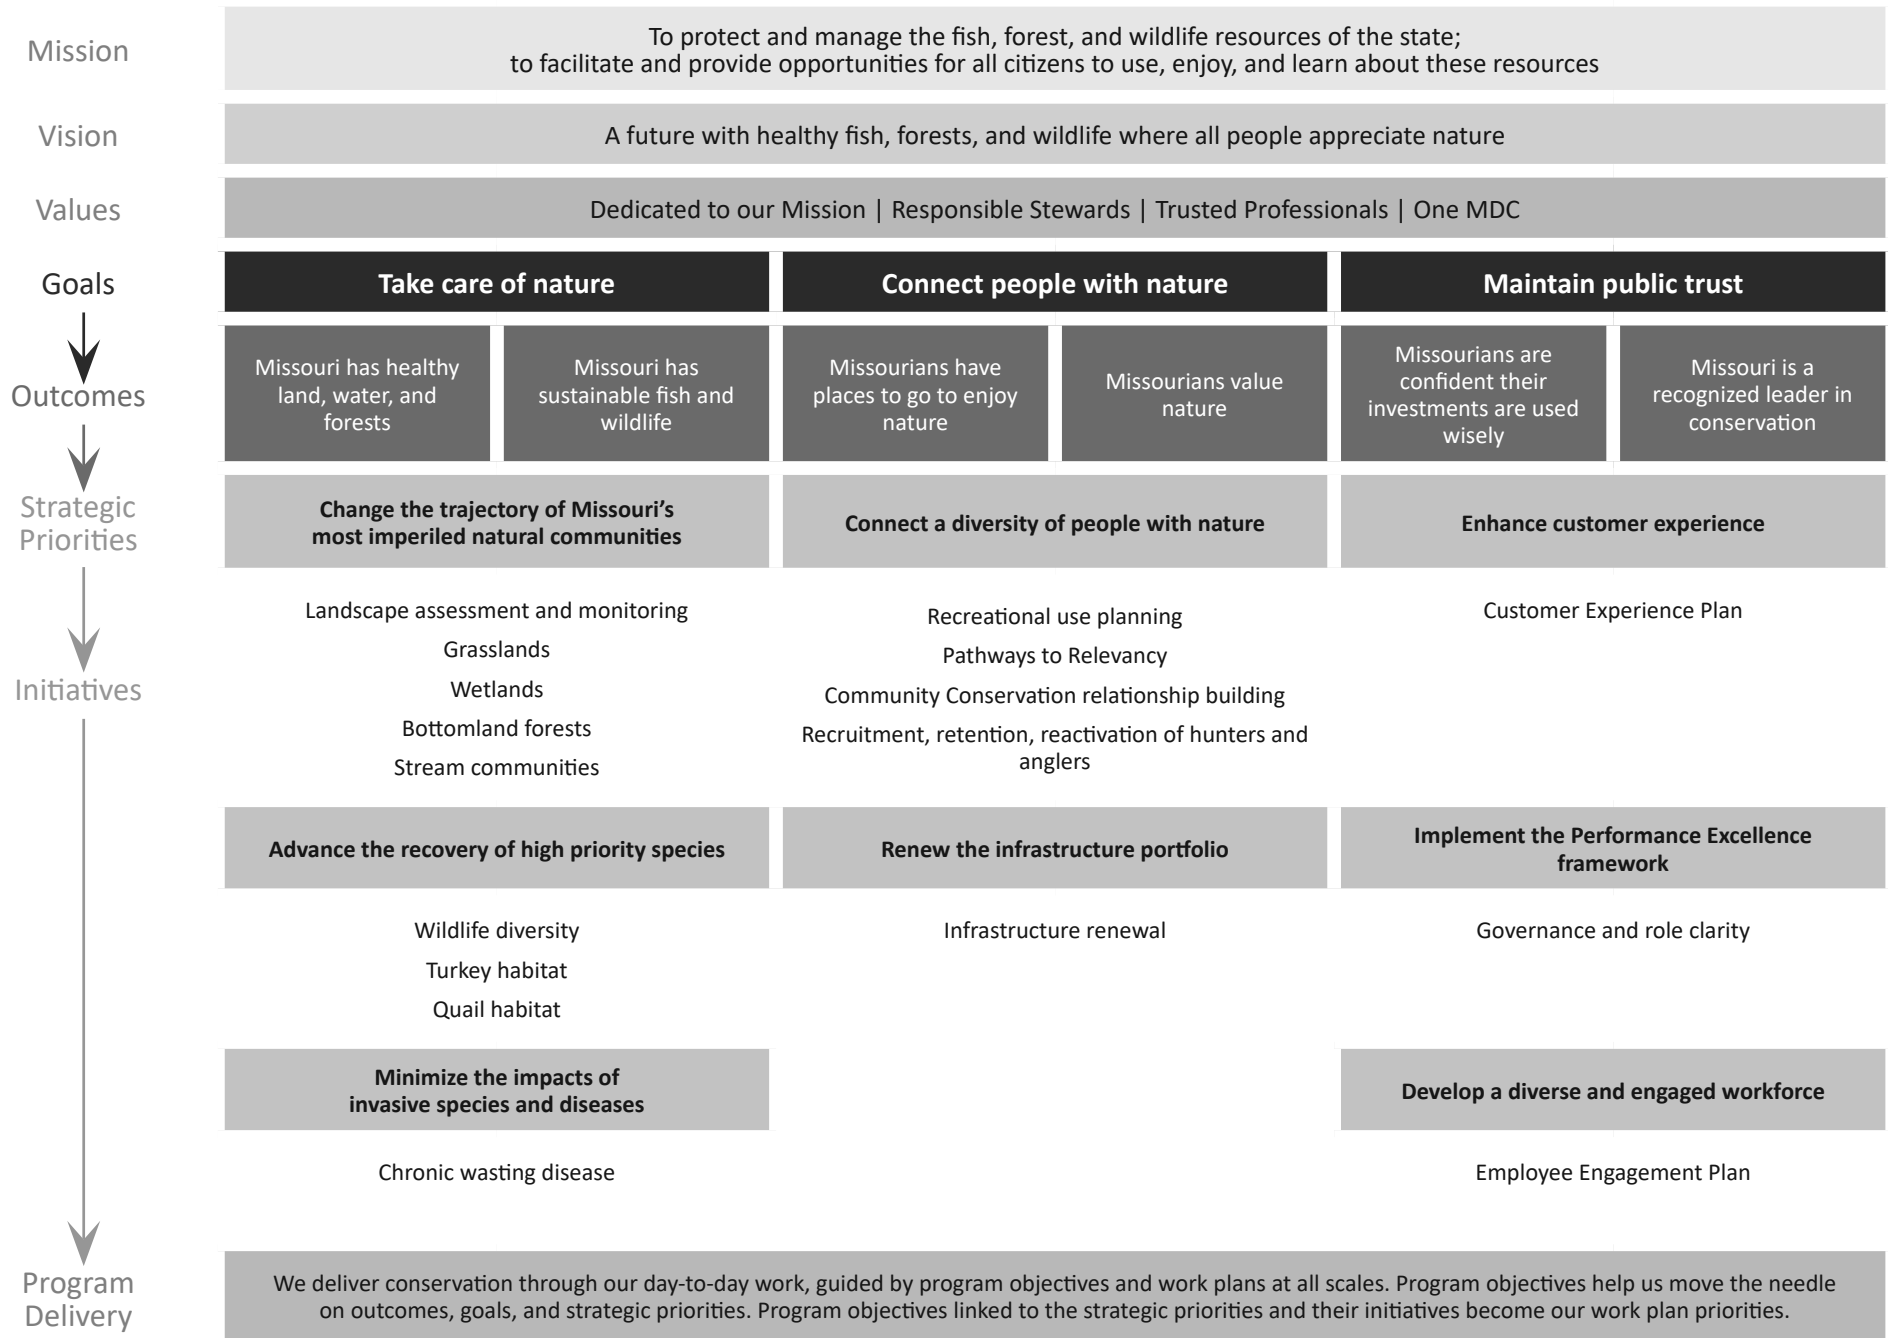 Mission
To protect and manage the fish, forest, and wildlife resources of the state;
to facilitate and provide opportunities for all citizens to use, enjoy, and learn about these resources
Vision
A future with healthy fish, forests, and wildlife where all people appreciate nature
Values
Dedicated to our Mission | Responsible Stewards | Trusted Professionals | One MDC
Goals
Take care of nature
Connect people with nature
Maintain public trust
Outcomes
Missouri has healthy
land, water, and
forests
Missouri has
sustainable fish and
wildlife
Missourians have
places to go to enjoy
nature
Missourians value
nature
Missourians are
confident their
investments are used
wisely
Missouri is a
recognized leader in
conservation
Strategic
Priorities
Change the trajectory of Missouri’s
most imperiled natural communities
Connect a diversity of people with nature
Enhance customer experience
Initiatives
Landscape assessment and monitoring
Grasslands
Wetlands
Bottomland forests
Stream communities
Recreational use planning
Pathways to Relevancy
Community Conservation relationship building
Recruitment, retention, reactivation of hunters and
anglers
Customer Experience Plan
Advance the recovery of high priority species
Renew the infrastructure portfolio
Implement the Performance Excellence
framework
Wildlife diversity
Turkey habitat
Quail habitat
Infrastructure renewal
Governance and role clarity
Minimize the impacts of
invasive species and diseases
Develop a diverse and engaged workforce
Chronic wasting disease
Employee Engagement Plan
Program
Delivery
We deliver conservation through our day-to-day work, guided by program objectives and work plans at all scales. Program objectives help us move the needle
on outcomes, goals, and strategic priorities. Program objectives linked to the strategic priorities and their initiatives become our work plan priorities.